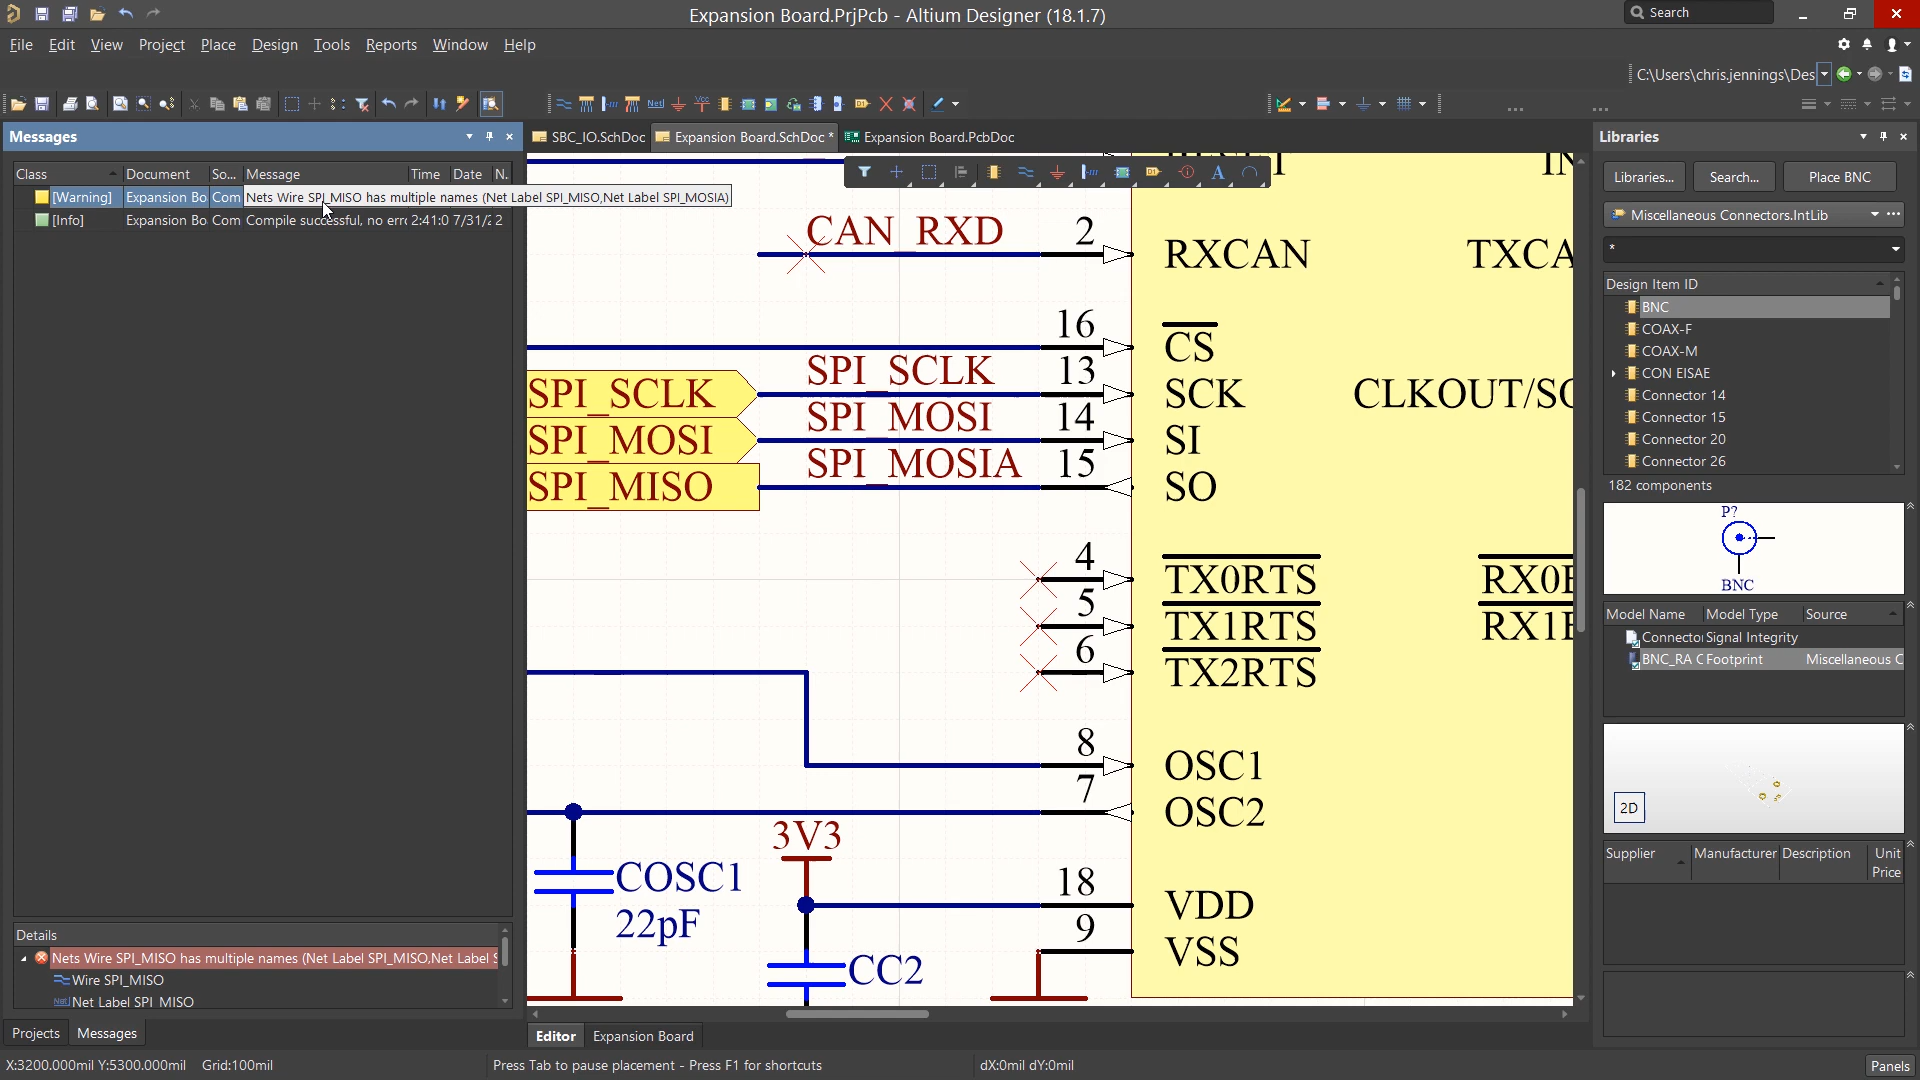 Expansion Board.PrjPcb - Altium Designer (18.1.7)
Search
File Edit View Project Place Design Tools Reports Window Help
C:\Users\chris.jennings\Des
Messages
SBC_IO.SchDoc
Expansion Board.SchDoc *
Expansion Board.PcbDoc
Class Document So... Message Time Date N.
[Warning] Expansion Bo Com Nets Wire SPI_MISO has multiple names (Net Label SPI_MISO,Net Label SPI_MOSIA)
[Info] Expansion Bo Com Compile successful, no errc 2:41:0 7/31/2 2
Details
Nets Wire SPI_MISO has multiple names (Net Label SPI_MISO,Net Label S
Wire SPI_MISO
Net Label SPI MISO
Projects
Messages
RESET
CAN_RXD 2 RXCAN TXCA
16 CS
SPI_SCLK SPI_SCLK 13 SCK CLKOUT/SO
SPI_MOSI SPI_MOSI 14 SI
SPI_MISO SPI_MOSIA 15 SO
4 TX0RTS
5 TX1RTS
6 TX2RTS
8 OSC1
7 OSC2
3V3
COSC1
22pF
18 VDD
9 VSS
CC2
Editor
Expansion Board
Libraries
Libraries...
Search...
Place BNC
Miscellaneous Connectors.IntLib
*
Design Item ID
BNC
COAX-F
COAX-M
CON EISAE
Connector 14
Connector 15
Connector 20
Connector 26
182 components
P?
BNC
Model Name Model Type Source
Connecto Signal Integrity
BNC_RA C Footprint Miscellaneous C
2D
Supplier Manufacturer Description Unit Price
X:3200.000mil Y:5300.000mil Grid:100mil
Press Tab to pause placement - Press F1 for shortcuts
dX:0mil dY:0mil
Panels